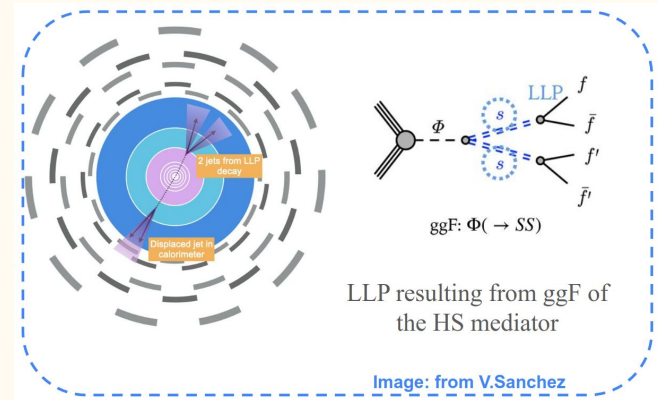 2 jets from LLP
decay
Displaced jet in
calorimeter
Φ
LLP
s
s
f
f̄
f′
f̄′
ggF: Φ( → SS)
LLP resulting from ggF of
the HS mediator
Image: from V.Sanchez